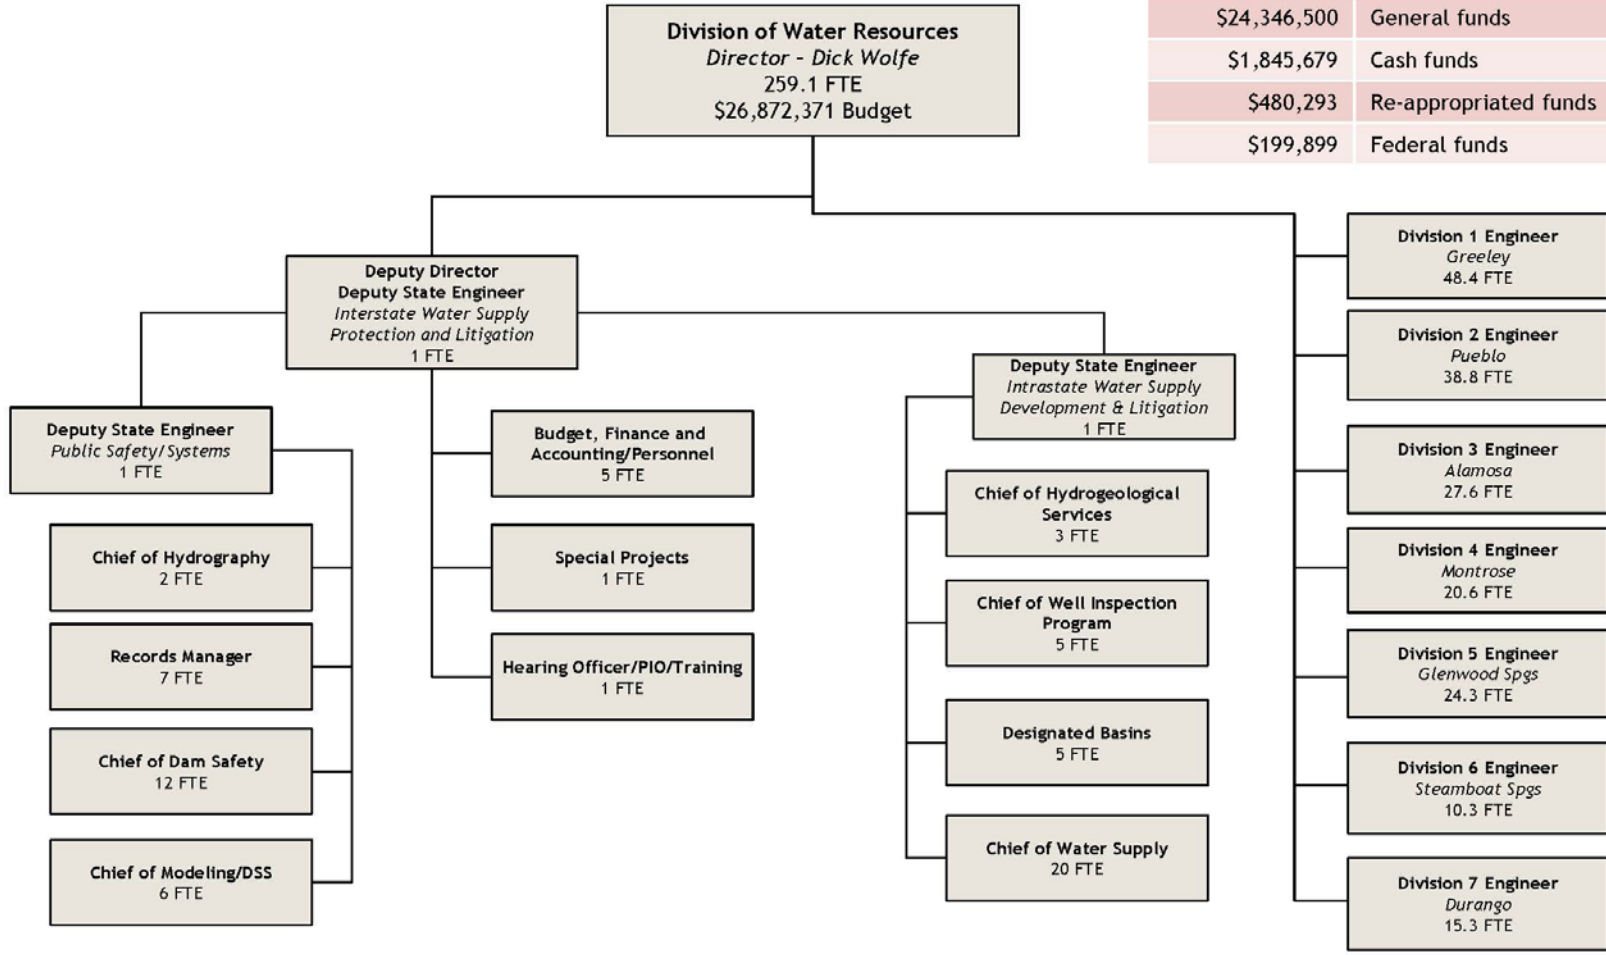 Division of Water Resources
Director - Dick Wolfe
259.1 FTE
$26,872,371 Budget
$24,346,500 General funds
$1,845,679 Cash funds
$480,293 Re-appropriated funds
$199,899 Federal funds
Deputy Director
Deputy State Engineer
Interstate Water Supply
Protection and Litigation
1 FTE
Deputy State Engineer
Public Safety/Systems
1 FTE
Chief of Hydrography
2 FTE
Records Manager
7 FTE
Chief of Dam Safety
12 FTE
Chief of Modeling/DSS
6 FTE
Budget, Finance and
Accounting/Personnel
5 FTE
Special Projects
1 FTE
Hearing Officer/PIO/Training
1 FTE
Deputy State Engineer
Intrastate Water Supply
Development & Litigation
1 FTE
Chief of Hydrogeological
Services
3 FTE
Chief of Well Inspection
Program
5 FTE
Designated Basins
5 FTE
Chief of Water Supply
20 FTE
Division 1 Engineer
Greeley
48.4 FTE
Division 2 Engineer
Pueblo
38.8 FTE
Division 3 Engineer
Alamosa
27.6 FTE
Division 4 Engineer
Montrose
20.6 FTE
Division 5 Engineer
Glenwood Spgs
24.3 FTE
Division 6 Engineer
Steamboat Spgs
10.3 FTE
Division 7 Engineer
Durango
15.3 FTE